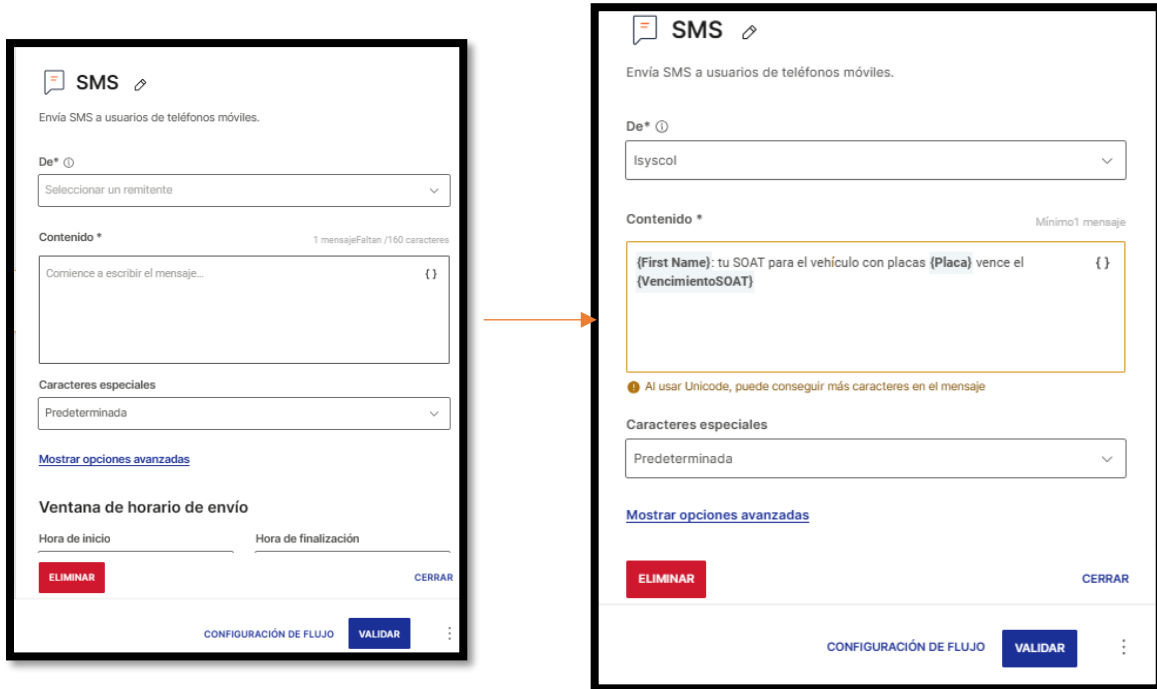 SMS
Envía SMS a usuarios de teléfonos móviles.
De*
Seleccionar un remitente
Contenido *
1 mensajeFaltan /160 caracteres
Comience a escribir el mensaje...
{}
Caracteres especiales
Predeterminada
Mostrar opciones avanzadas
Ventana de horario de envío
Hora de inicio
Hora de finalización
ELIMINAR
CERRAR
CONFIGURACIÓN DE FLUJO
VALIDAR
SMS
Envía SMS a usuarios de teléfonos móviles.
De*
Isyscol
Contenido *
Mínimo1 mensaje
{First Name}: tu SOAT para el vehículo con placas {Placa} vence el
{VencimientoSOAT}
{}
Al usar Unicode, puede conseguir más caracteres en el mensaje
Caracteres especiales
Predeterminada
Mostrar opciones avanzadas
ELIMINAR
CERRAR
CONFIGURACIÓN DE FLUJO
VALIDAR